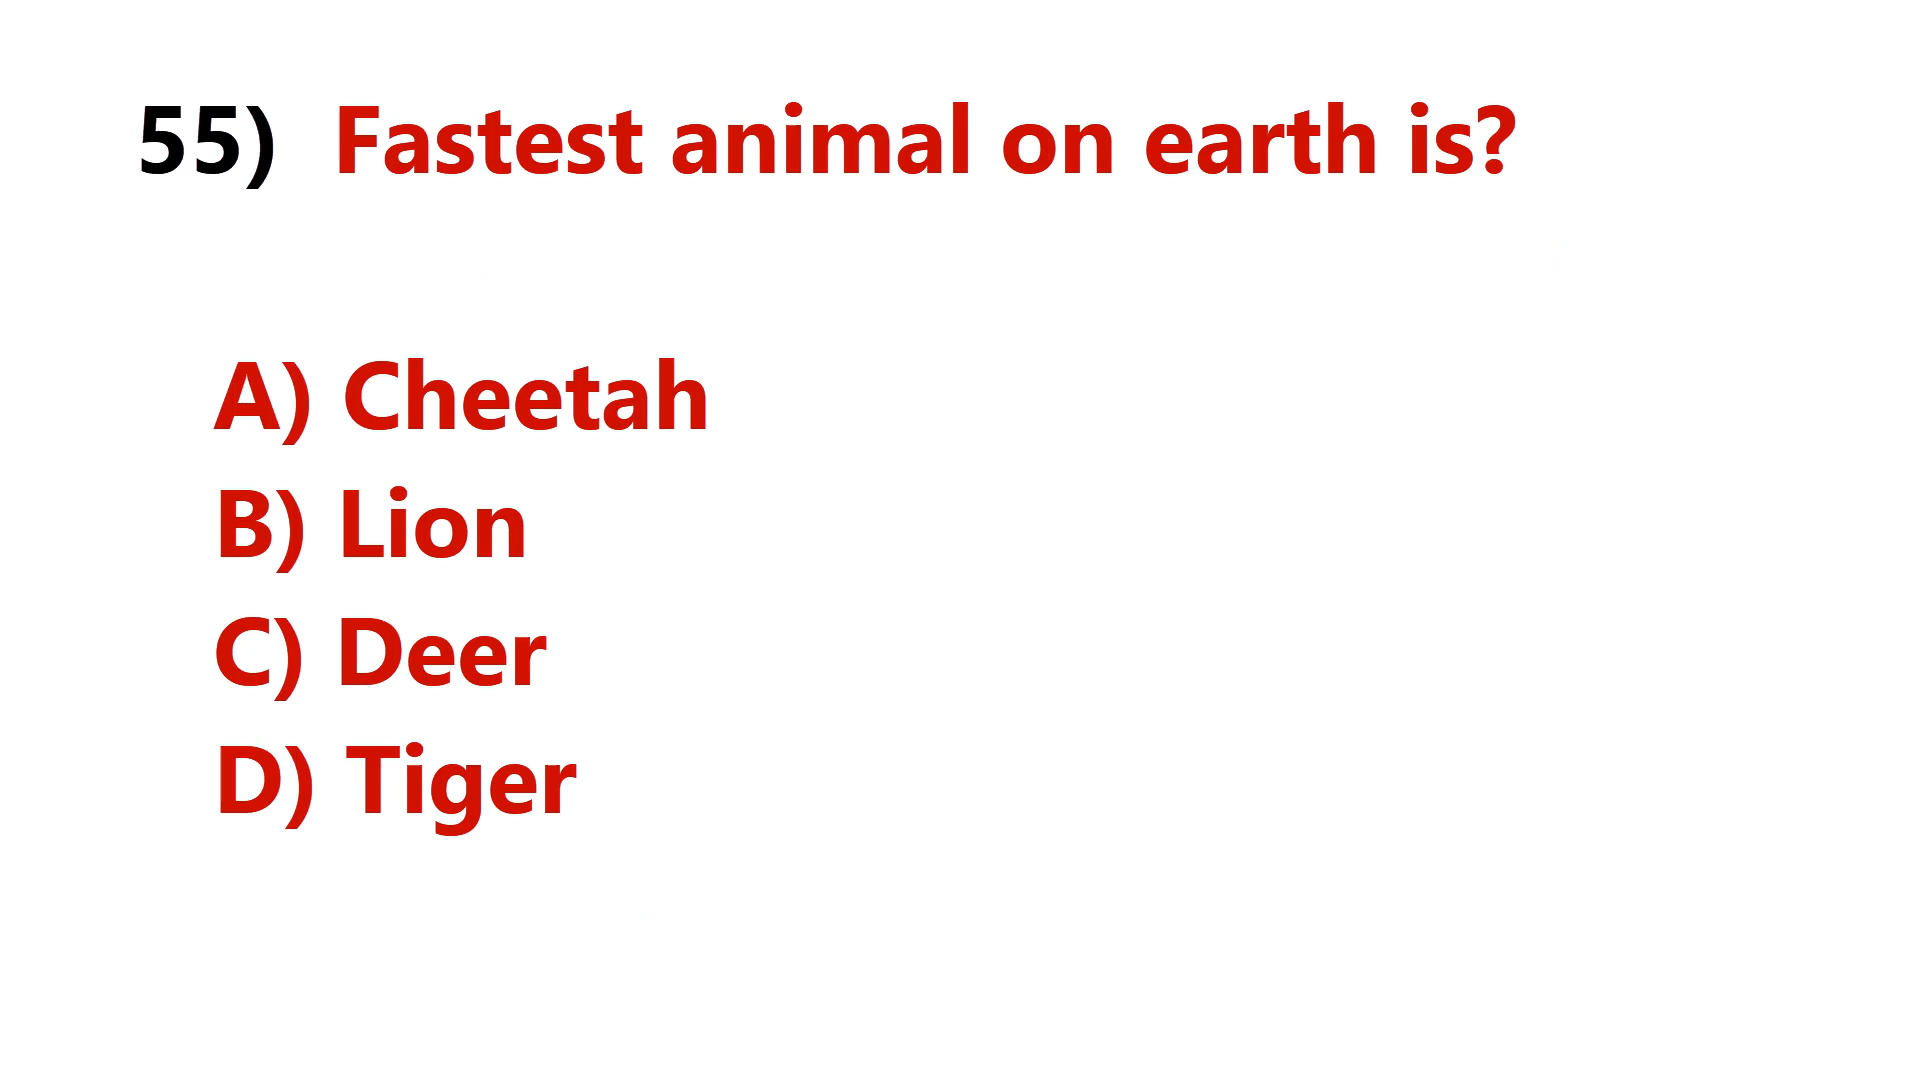 55) Fastest animal on earth is?
A) Cheetah
B) Lion
C) Deer
D) Tiger